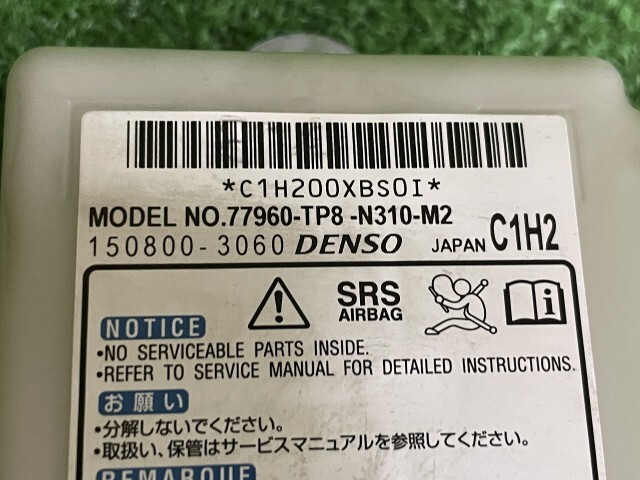 *C1H200XBS0I*
MODEL NO.77960-TP8 -N310-M2
150800-3060 DENSO JAPAN C1H2
SRS
AIRBAG
NOTICE
•NO SERVICEABLE PARTS INSIDE.
•REFER TO SERVICE MANUAL FOR DETAILED INSTRUCTIONS.
お願い
•分解しないでください。
•取扱い、保管はサービスマニュアルを参照してください。
REMARQUE